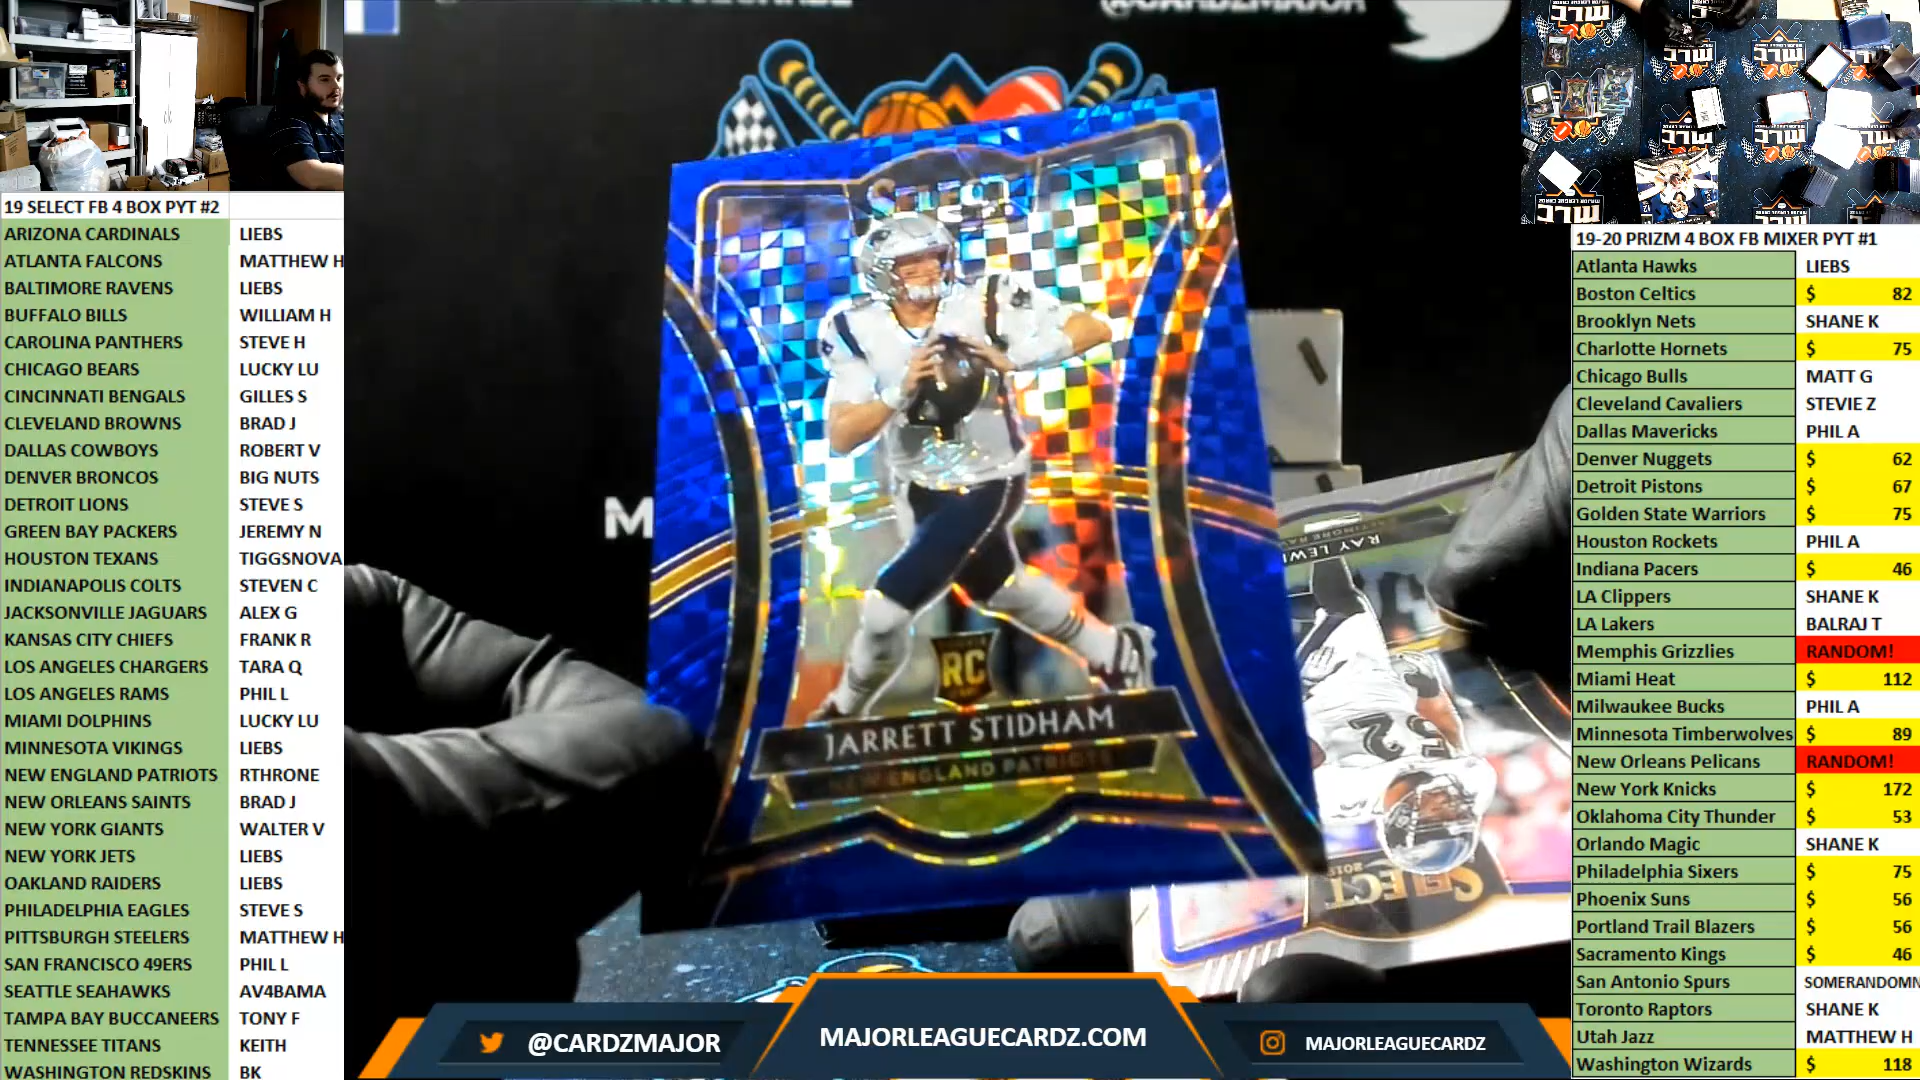 @CARDZMAJOR
19 SELECT FB 4 BOX PYT #2
ARIZONA CARDINALS LIEBS
ATLANTA FALCONS MATTHEW H
BALTIMORE RAVENS LIEBS
BUFFALO BILLS WILLIAM H
CAROLINA PANTHERS STEVE H
CHICAGO BEARS LUCKY LU
CINCINNATI BENGALS GILLES S
CLEVELAND BROWNS BRAD J
DALLAS COWBOYS ROBERT V
DENVER BRONCOS BIG NUTS
DETROIT LIONS STEVE S
GREEN BAY PACKERS JEREMY N
HOUSTON TEXANS TIGGSNOVA
INDIANAPOLIS COLTS STEVEN C
JACKSONVILLE JAGUARS ALEX G
KANSAS CITY CHIEFS FRANK R
LOS ANGELES CHARGERS TARA Q
LOS ANGELES RAMS PHIL L
MIAMI DOLPHINS LUCKY LU
MINNESOTA VIKINGS LIEBS
NEW ENGLAND PATRIOTS RTHRONE
NEW ORLEANS SAINTS BRAD J
NEW YORK GIANTS WALTER V
NEW YORK JETS LIEBS
OAKLAND RAIDERS LIEBS
PHILADELPHIA EAGLES STEVE S
PITTSBURGH STEELERS MATTHEW H
SAN FRANCISCO 49ERS PHIL L
SEATTLE SEAHAWKS AV4BAMA
TAMPA BAY BUCCANEERS TONY F
TENNESSEE TITANS KEITH
WASHINGTON REDSKINS BK
SELECT
4
RC
JARRETT STIDHAM
NEW ENGLAND PATRIOTS
M
RAY LEWI
52
SELECT
2019
@CARDZMAJOR
MAJORLEAGUECARDZ.COM
MAJORLEAGUECARDZ
19-20 PRIZM 4 BOX FB MIXER PYT #1
Atlanta Hawks LIEBS
Boston Celtics $ 82
Brooklyn Nets SHANE K
Charlotte Hornets $ 75
Chicago Bulls MATT G
Cleveland Cavaliers STEVIE Z
Dallas Mavericks PHIL A
Denver Nuggets $ 62
Detroit Pistons $ 67
Golden State Warriors $ 75
Houston Rockets PHIL A
Indiana Pacers $ 46
LA Clippers SHANE K
LA Lakers BALRAJ T
Memphis Grizzlies RANDOM!
Miami Heat $ 112
Milwaukee Bucks PHIL A
Minnesota Timberwolves $ 89
New Orleans Pelicans RANDOM!
New York Knicks $ 172
Oklahoma City Thunder $ 53
Orlando Magic SHANE K
Philadelphia Sixers $ 75
Phoenix Suns $ 56
Portland Trail Blazers $ 56
Sacramento Kings $ 46
San Antonio Spurs SOMERANDOMN
Toronto Raptors SHANE K
Utah Jazz MATTHEW H
Washington Wizards $ 118